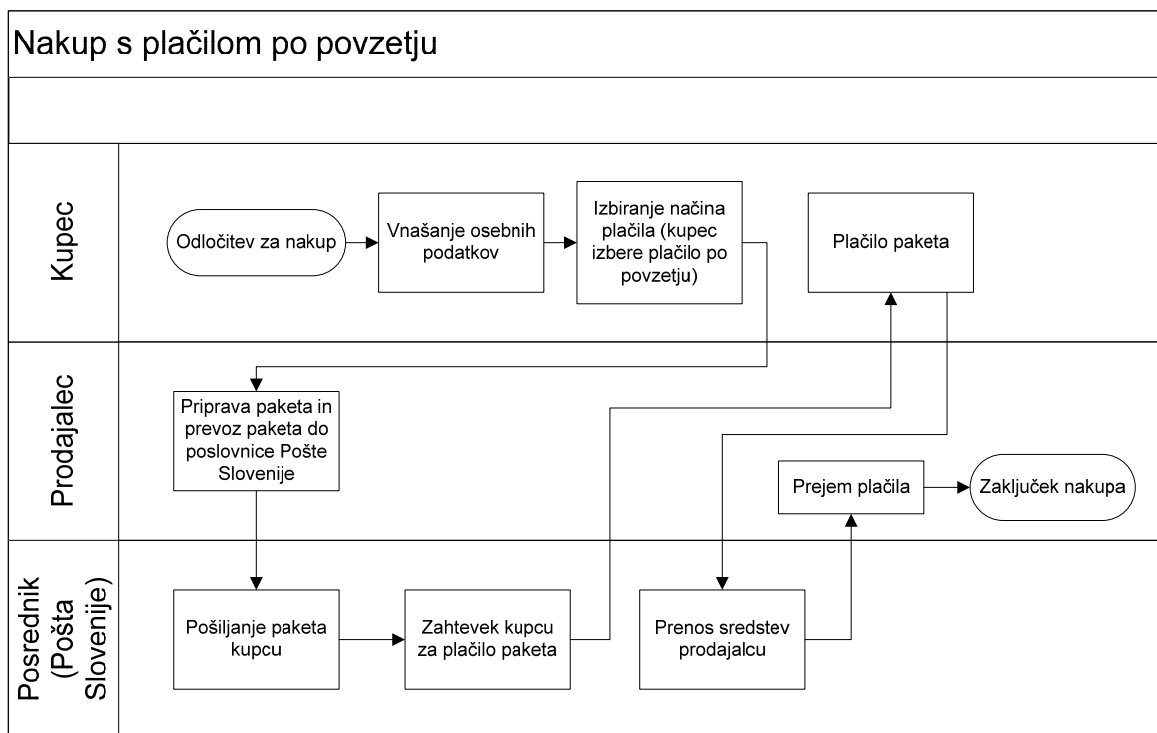 Nakup s plačilom po povzetju
Kupec
Odločitev za nakup
Vnašanje osebnih
podatkov
Izbiranje načina
plačila (kupec
izbere plačilo po
povzetju)
Plačilo paketa
Prodajalec
Priprava paketa in
prevoz paketa do
poslovnice Pošte
Slovenije
Prejem plačila
Zaključek nakupa
Posrednik
(Pošta
Slovenije)
Pošiljanje paketa
kupcu
Zahtevek kupcu
za plačilo paketa
Prenos sredstev
prodajalcu